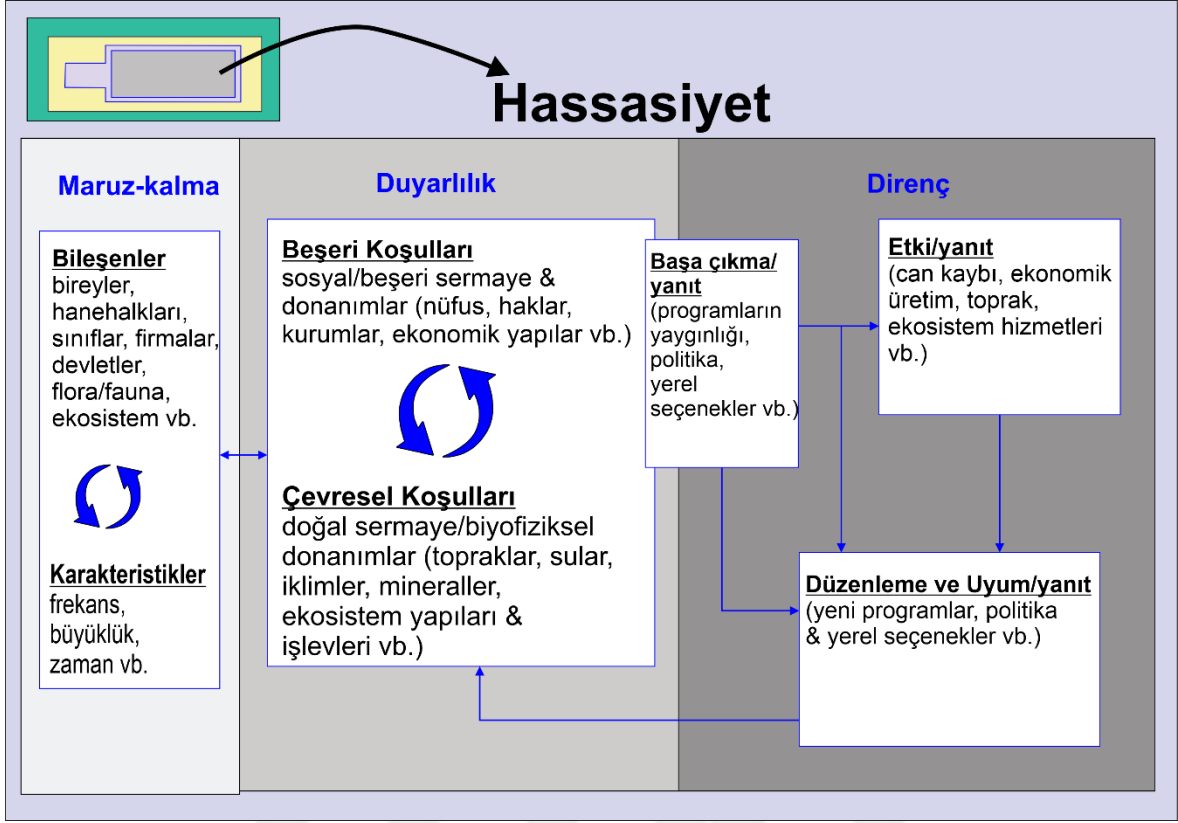 Hassasiyet
Maruz-kalma
Bileşenler
bireyler,
hanehalkları,
sınıflar, firmalar,
devletler,
flora/fauna,
ekosistem vb.
Karakteristikler
frekans,
büyüklük,
zaman vb.
Duyarlılık
Beşeri Koşulları
sosyal/beşeri sermaye &
donanımlar (nüfus, haklar,
kurumlar, ekonomik yapılar vb.)
Çevresel Koşulları
doğal sermaye/biyofiziksel
donanımlar (topraklar, sular,
iklimler, mineraller,
ekosistem yapıları &
işlevleri vb.)
Direnç
Başa çıkma/
yanıt
(programların
yaygınlığı,
politika,
yerel
seçenekler vb.)
Etki/yanıt
(can kaybı, ekonomik
üretim, toprak,
ekosistem hizmetleri
vb.)
Düzenleme ve Uyum/yanıt
(yeni programlar, politika
& yerel seçenekler vb.)